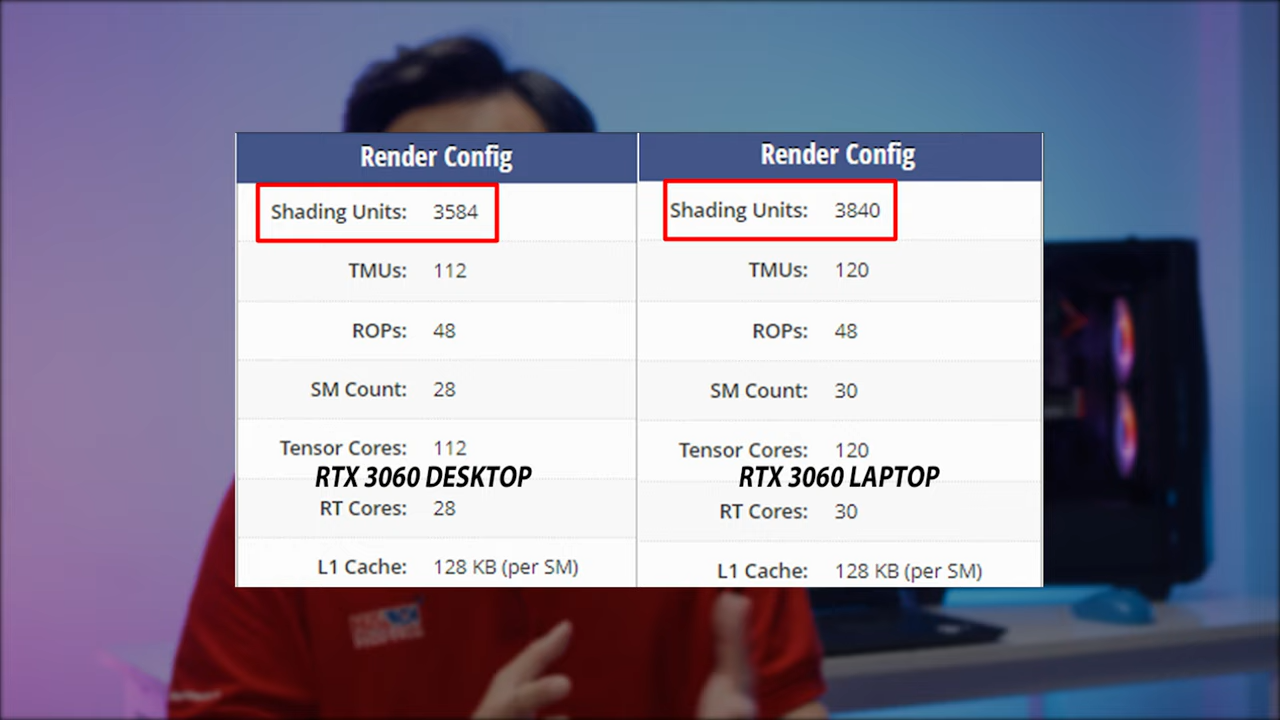 Render Config
Shading Units: 3584
TMUs: 112
ROPs: 48
SM Count: 28
Tensor Cores: 112
RTX 3060 DESKTOP
RT Cores: 28
L1 Cache: 128 KB (per SM)
Render Config
Shading Units: 3840
TMUs: 120
ROPs: 48
SM Count: 30
Tensor Cores: 120
RTX 3060 LAPTOP
RT Cores: 30
L1 Cache: 128 KB (per SM)